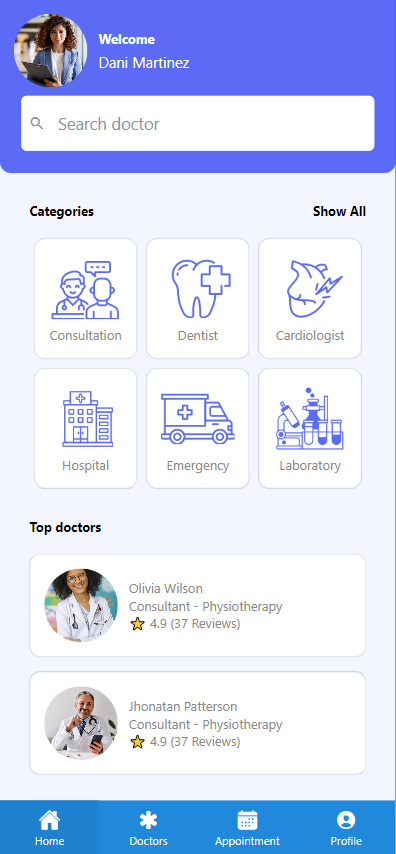 Welcome
Dani Martinez
Search doctor
Categories
Show All
Consultation
Dentist
Cardiologist
Hospital
Emergency
Laboratory
Top doctors
Olivia Wilson
Consultant - Physiotherapy
4.9 (37 Reviews)
Jhonatan Patterson
Consultant - Physiotherapy
4.9 (37 Reviews)
Home
Doctors
Appointment
Profile